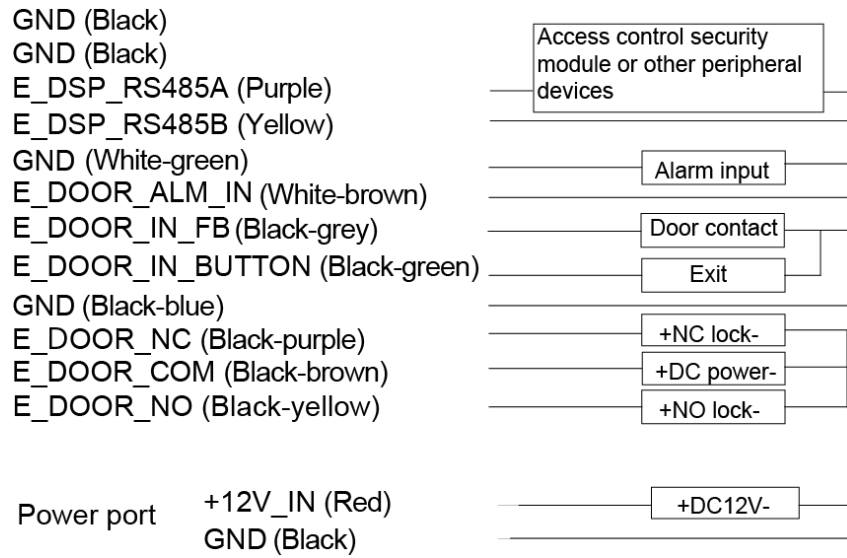 GND (Black)
GND (Black)
E_DSP_RS485A (Purple)
E_DSP_RS485B (Yellow)
GND (White-green)
E_DOOR_ALM_IN (White-brown)
E_DOOR_IN_FB (Black-grey)
E_DOOR_IN_BUTTON (Black-green)
GND (Black-blue)
E_DOOR_NC (Black-purple)
E_DOOR_COM (Black-brown)
E_DOOR_NO (Black-yellow)
Access control security
module or other peripheral
devices
Alarm input
Door contact
Exit
+NC lock-
+DC power-
+NO lock-
Power port
+12V_IN (Red)
GND (Black)
+DC12V-